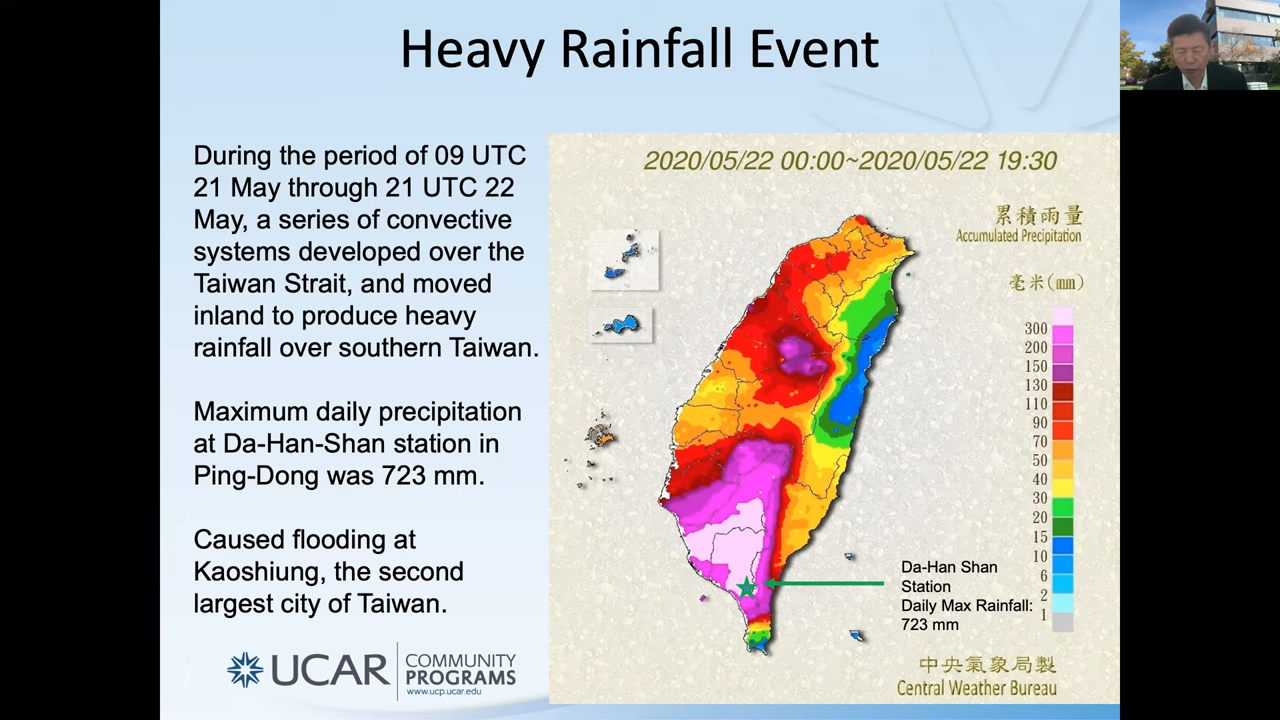 Heavy Rainfall Event
During the period of 09 UTC
21 May through 21 UTC 22
May, a series of convective
systems developed over the
Taiwan Strait, and moved
inland to produce heavy
rainfall over southern Taiwan.
Maximum daily precipitation
at Da-Han-Shan station in
Ping-Dong was 723 mm.
Caused flooding at
Kaoshiung, the second
largest city of Taiwan.
UCAR
COMMUNITY
PROGRAMS
www.ucp.ucar.edu
2020/05/22 00:00~2020/05/22 19:30
累積雨量
Accumulated Precipitation
毫米(mm)
300
200
150
130
110
90
70
50
40
30
20
15
10
6
2
1
Da-Han Shan
Station
Daily Max Rainfall:
723 mm
中央氣象局製
Central Weather Bureau